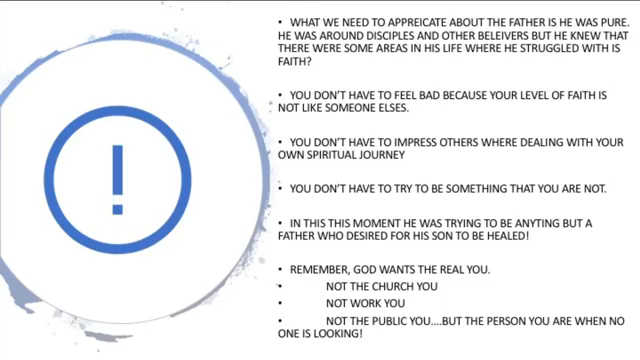 • WHAT WE NEED TO APPREICATE ABOUT THE FATHER IS HE WAS PURE.
HE WAS AROUND DISCIPLES AND OTHER BELEIVERS BUT HE KNEW THAT
THERE WERE SOME AREAS IN HIS LIFE WHERE HE STRUGGLED WITH IS
FAITH?
• YOU DON'T HAVE TO FEEL BAD BECAUSE YOUR LEVEL OF FAITH IS
NOT LIKE SOMEONE ELSES.
• YOU DON'T HAVE TO IMPRESS OTHERS WHERE DEALING WITH YOUR
OWN SPIRITUAL JOURNEY
• YOU DON'T HAVE TO TRY TO BE SOMETHING THAT YOU ARE NOT.
• IN THIS THIS MOMENT HE WAS TRYING TO BE ANYTING BUT A
FATHER WHO DESIRED FOR HIS SON TO BE HEALED!
• REMEMBER, GOD WANTS THE REAL YOU.
• NOT THE CHURCH YOU
• NOT WORK YOU
• NOT THE PUBLIC YOU....BUT THE PERSON YOU ARE WHEN NO
ONE IS LOOKING!